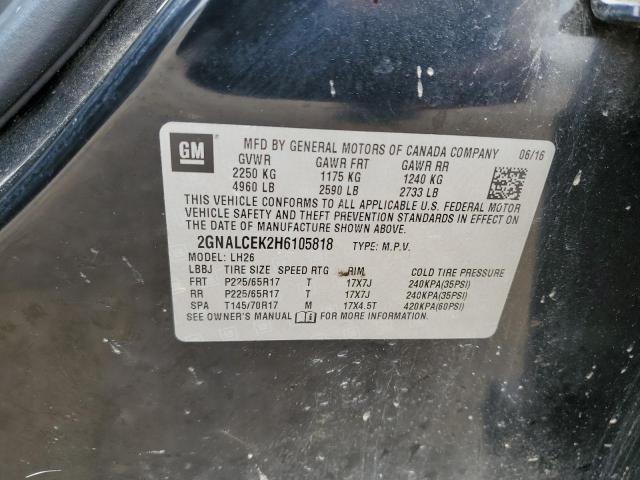 GM
MFD BY GENERAL MOTORS OF CANADA COMPANY 06/16
GVWR GAWR FRT GAWR RR
2250 KG 1175 KG 1240 KG
4960 LB 2590 LB 2733 LB
THIS VEHICLE CONFORMS TO ALL APPLICABLE U.S. FEDERAL MOTOR
VEHICLE SAFETY AND THEFT PREVENTION STANDARDS IN EFFECT ON
THE DATE OF MANUFACTURE SHOWN ABOVE.
2GNALCEK2H6105818 TYPE: M.P.V.
MODEL: LH26
LBBJ TIRE SIZE SPEED RTG RIM COLD TIRE PRESSURE
FRT P225/65R17 T 17X7J 240KPA(35PSI)
RR P225/65R17 T 17X7J 240KPA(35PSI)
SPA T145/70R17 M 17X4.5T 420KPA(60PSI)
SEE OWNER'S MANUAL FOR MORE INFORMATION.